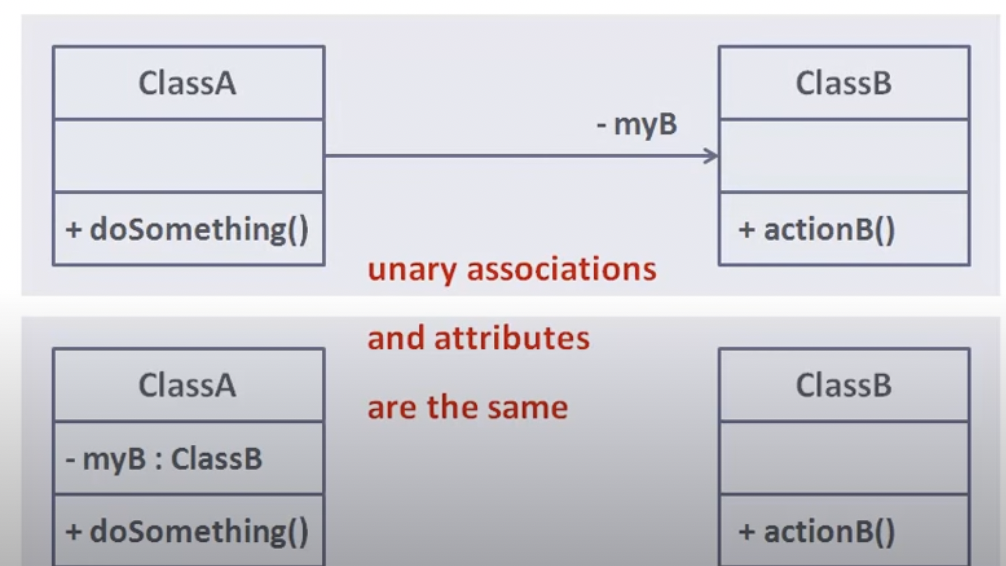 ClassA
ClassB
- myB
+ doSomething()
+ actionB()
unary associations
and attributes
are the same
ClassA
ClassB
- myB : ClassB
+ doSomething()
+ actionB()